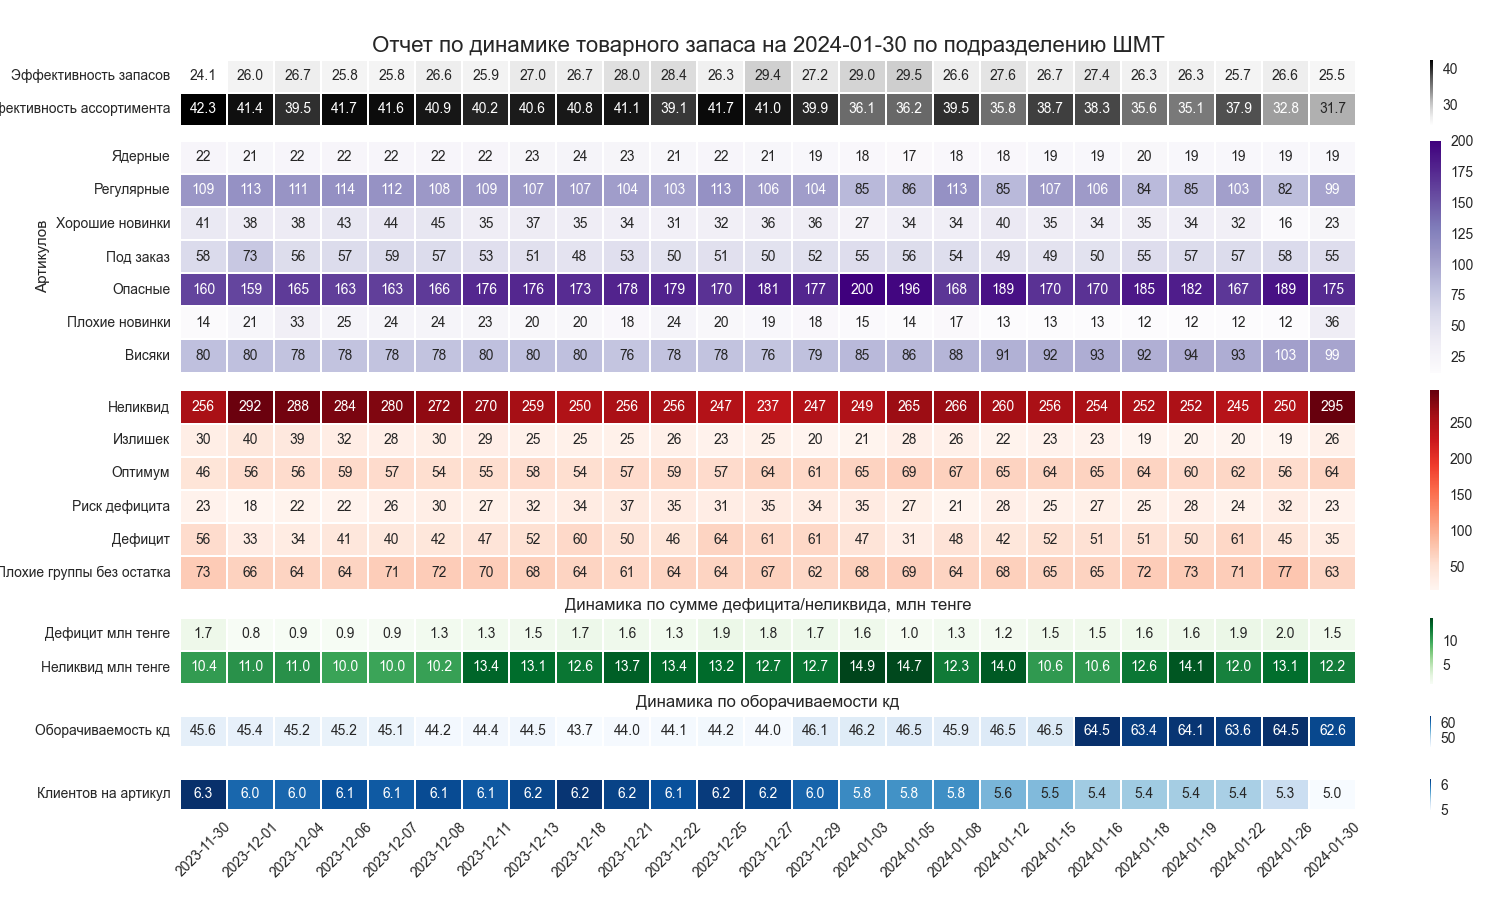 Отчет по динамике товарного запаса на 2024-01-30 по подразделению ШМТ
Эффективность запасов 24.1 26.0 26.7 25.8 25.8 26.6 25.9 27.0 26.7 28.0 28.4 26.3 29.4 27.2 29.0 29.5 26.6 27.6 26.7 27.4 26.3 26.3 25.7 26.6 25.5
фективность ассортимента 42.3 41.4 39.5 41.7 41.6 40.9 40.2 40.6 40.8 41.1 39.1 41.7 41.0 39.9 36.1 36.2 39.5 35.8 38.7 38.3 35.6 35.1 37.9 32.8 31.7
40
30
Артикулов
Ядерные 22 21 22 22 22 22 22 23 24 23 21 22 21 19 18 17 18 18 19 19 20 19 19 19 19
Регулярные 109 113 111 114 112 108 109 107 107 104 103 113 106 104 85 86 113 85 107 106 84 85 103 82 99
Хорошие новинки 41 38 38 43 44 45 35 37 35 34 31 32 36 36 27 34 34 40 35 34 35 34 32 16 23
Под заказ 58 73 56 57 59 57 53 51 48 53 50 51 50 52 55 56 54 49 49 50 55 57 57 58 55
Опасные 160 159 165 163 163 166 176 176 173 178 179 170 181 177 200 196 168 189 170 170 185 182 167 189 175
Плохие новинки 14 21 33 25 24 24 23 20 20 18 24 20 19 18 15 14 17 13 13 13 12 12 12 12 36
Висяки 80 80 78 78 78 78 80 80 80 76 78 78 76 79 85 86 88 91 92 93 92 94 93 103 99
200
175
150
125
100
75
50
25
Неликвид 256 292 288 284 280 272 270 259 250 256 256 247 237 247 249 265 266 260 256 254 252 252 245 250 295
Излишек 30 40 39 32 28 30 29 25 25 25 26 23 25 20 21 28 26 22 23 23 19 20 20 19 26
Оптимум 46 56 56 59 57 54 55 58 54 57 59 57 64 61 65 69 67 65 64 65 64 60 62 56 64
Риск дефицита 23 18 22 22 26 30 27 32 34 37 35 31 35 34 35 27 21 28 25 27 25 28 24 32 23
Дефицит 56 33 34 41 40 42 47 52 60 50 46 64 61 61 47 31 48 42 52 51 51 50 61 45 35
Плохие группы без остатка 73 66 64 64 71 72 70 68 64 61 64 64 67 62 68 69 64 68 65 65 72 73 71 77 63
250
200
150
100
50
Динамика по сумме дефицита/неликвида, млн тенге
Дефицит млн тенге 1.7 0.8 0.9 0.9 0.9 1.3 1.3 1.5 1.7 1.6 1.3 1.9 1.8 1.7 1.6 1.0 1.3 1.2 1.5 1.5 1.6 1.6 1.9 2.0 1.5
Неликвид млн тенге 10.4 11.0 11.0 10.0 10.0 10.2 13.4 13.1 12.6 13.7 13.4 13.2 12.7 12.7 14.9 14.7 12.3 14.0 10.6 10.6 12.6 14.1 12.0 13.1 12.2
10
5
Динамика по оборачиваемости кд
Оборачиваемость кд 45.6 45.4 45.2 45.2 45.1 44.2 44.4 44.5 43.7 44.0 44.1 44.2 44.0 46.1 46.2 46.5 45.9 46.5 46.5 64.5 63.4 64.1 63.6 64.5 62.6
60
50
Клиентов на артикул 6.3 6.0 6.0 6.1 6.1 6.1 6.1 6.2 6.2 6.2 6.1 6.2 6.2 6.0 5.8 5.8 5.8 5.6 5.5 5.4 5.4 5.4 5.4 5.3 5.0
6
5
2023-11-30 2023-12-01 2023-12-04 2023-12-06 2023-12-07 2023-12-08 2023-12-11 2023-12-13 2023-12-18 2023-12-21 2023-12-22 2023-12-25 2023-12-27 2023-12-29 2024-01-03 2024-01-05 2024-01-08 2024-01-12 2024-01-15 2024-01-16 2024-01-18 2024-01-19 2024-01-22 2024-01-26 2024-01-30